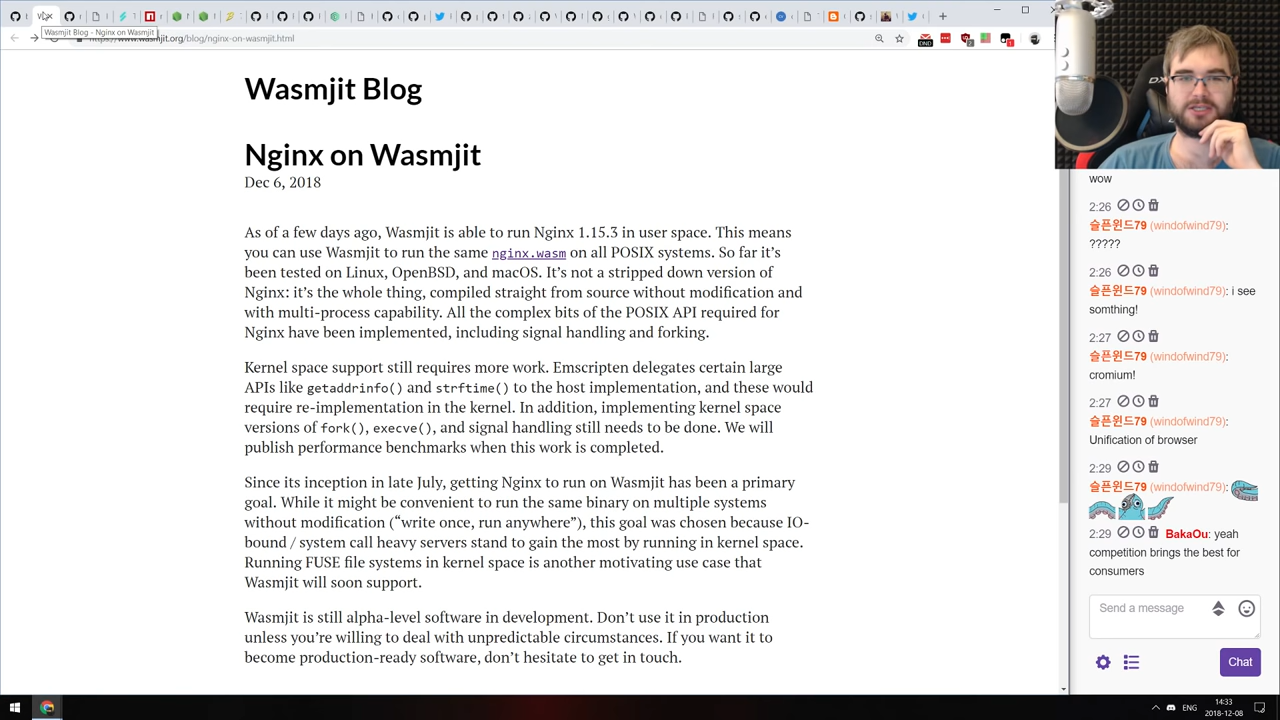 Wasmjit Blog - Nginx on Wasmjit
https://www.wasmjit.org/blog/nginx-on-wasmjit.html
DND
Wasmjit Blog
Nginx on Wasmjit
Dec 6, 2018
As of a few days ago, Wasmjit is able to run Nginx 1.15.3 in user space. This means
you can use Wasmjit to run the same nginx.wasm on all POSIX systems. So far it's
been tested on Linux, OpenBSD, and macOS. It's not a stripped down version of
Nginx: it's the whole thing, compiled straight from source without modification and
with multi-process capability. All the complex bits of the POSIX API required for
Nginx have been implemented, including signal handling and forking.
Kernel space support still requires more work. Emscripten delegates certain large
APIs like getaddrinfo() and strftime() to the host implementation, and these would
require re-implementation in the kernel. In addition, implementing kernel space
versions of fork(), execve(), and signal handling still needs to be done. We will
publish performance benchmarks when this work is completed.
Since its inception in late July, getting Nginx to run on Wasmjit has been a primary
goal. While it might be convenient to run the same binary on multiple systems
without modification (“write once, run anywhere”), this goal was chosen because IO-
bound / system call heavy servers stand to gain the most by running in kernel space.
Running FUSE file systems in kernel space is another motivating use case that
Wasmjit will soon support.
Wasmjit is still alpha-level software in development. Don't use it in production
unless you're willing to deal with unpredictable circumstances. If you want it to
become production-ready software, don't hesitate to get in touch.
wow
2:26
슬픈윈드79 (windofwind79):
?????
2:26
슬픈윈드79 (windofwind79): i see
somthing!
2:27
슬픈윈드79 (windofwind79):
cromium!
2:27
슬픈윈드79 (windofwind79):
Unification of browser
2:29
슬픈윈드79 (windofwind79):
2:29 BakaOu: yeah
competition brings the best for
consumers
Send a message
Chat
ENG
14:33
2018-12-08